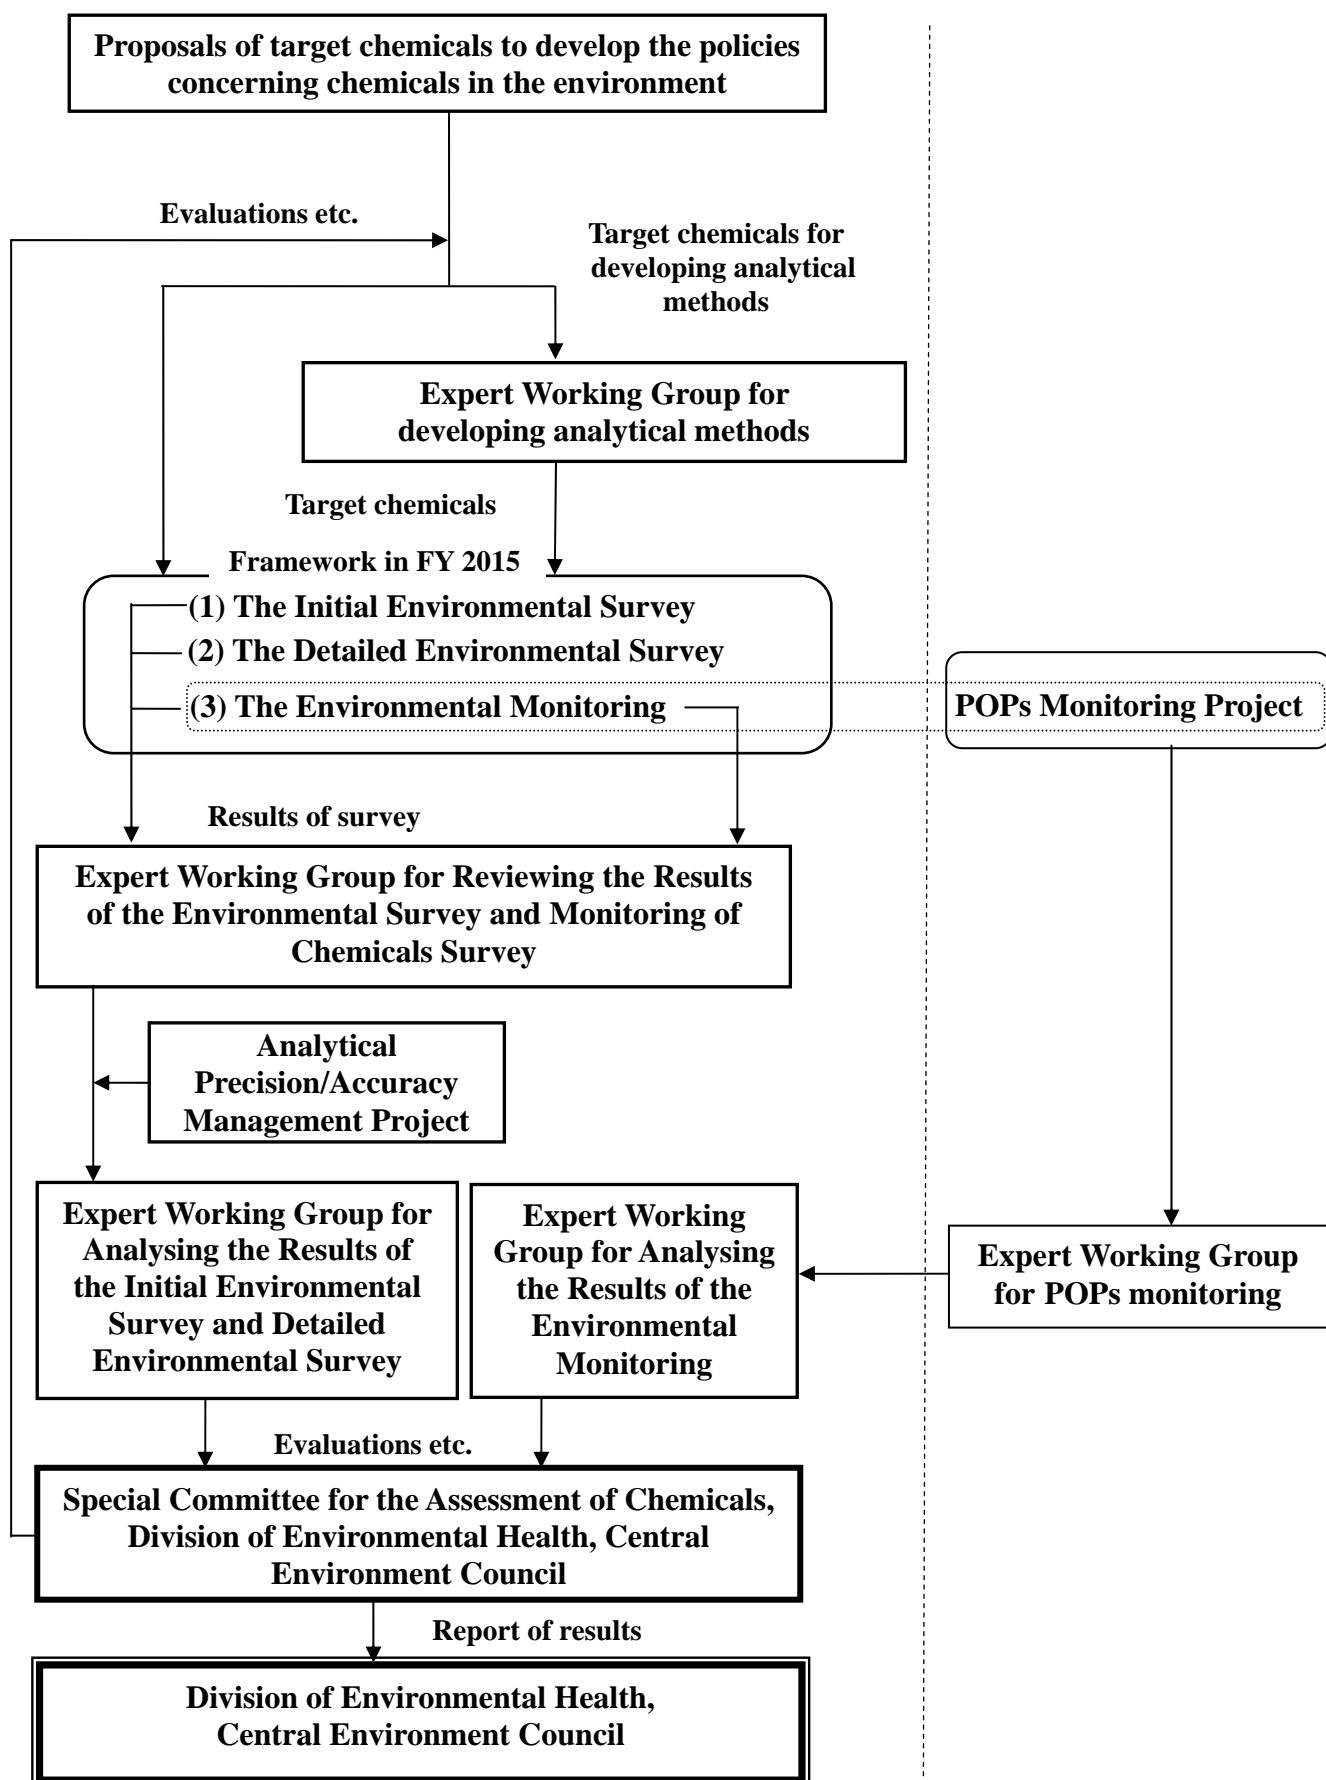 Proposals of target chemicals to develop the policies
concerning chemicals in the environment
Evaluations etc.
Target chemicals for
developing analytical
methods
Expert Working Group for
developing analytical methods
Target chemicals
Framework in FY 2015
(1) The Initial Environmental Survey
(2) The Detailed Environmental Survey
(3) The Environmental Monitoring
POPs Monitoring Project
Results of survey
Expert Working Group for Reviewing the Results
of the Environmental Survey and Monitoring of
Chemicals Survey
Analytical
Precision/Accuracy
Management Project
Expert Working Group for
Analysing the Results of
the Initial Environmental
Survey and Detailed
Environmental Survey
Expert Working
Group for Analysing
the Results of the
Environmental
Monitoring
Expert Working Group
for POPs monitoring
Evaluations etc.
Special Committee for the Assessment of Chemicals,
Division of Environmental Health, Central
Environment Council
Report of results
Division of Environmental Health,
Central Environment Council